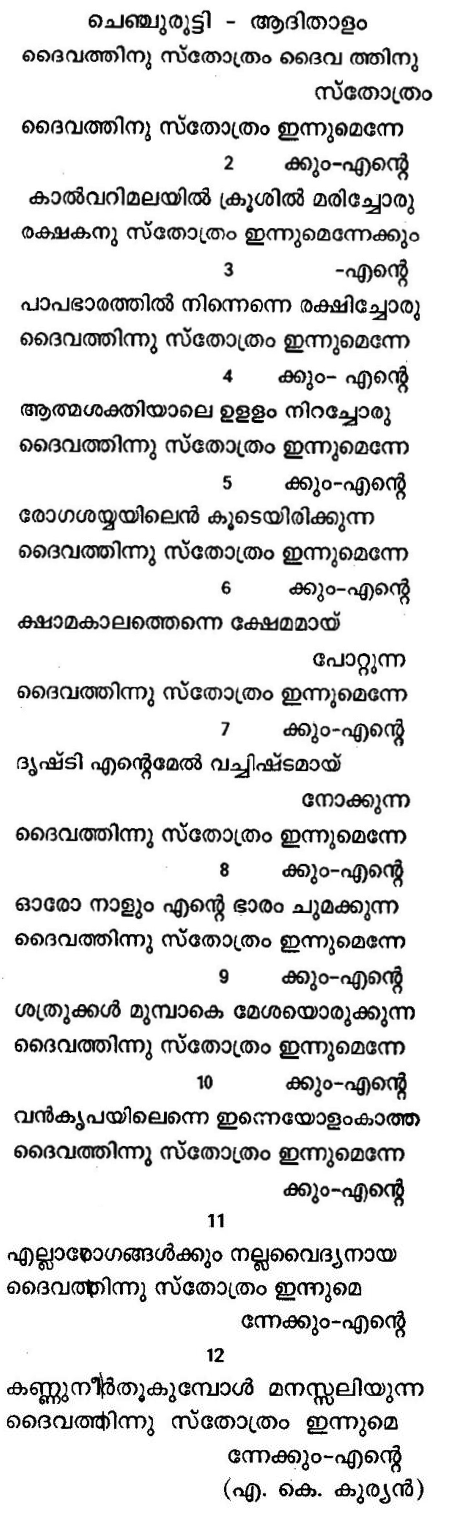 ചെഞ്ചുരുട്ടി - ആദിതാളം
ദൈവത്തിനു സ്തോത്രം ദൈവ ത്തിനു
സ്തോത്രം
ദൈവത്തിനു സ്തോത്രം ഇന്നുമെന്നേ
2 ക്കും-എന്റെ
കാൽവറിമലയിൽ ക്രൂശിൽ മരിച്ചോരു
രക്ഷകനു സ്തോത്രം ഇന്നുമെന്നേക്കും
3 -എന്റെ
പാപഭാരത്തിൽ നിന്നെന്നെ രക്ഷിച്ചോരു
ദൈവത്തിന്നു സ്തോത്രം ഇന്നുമെന്നേ
4 ക്കും- എന്റെ
ആത്മശക്തിയാലെ ഉള്ളം നിറച്ചോരു
ദൈവത്തിന്നു സ്തോത്രം ഇന്നുമെന്നേ
5 ക്കും-എന്റെ
രോഗശയ്യയിലെൻ കൂടെയിരിക്കുന്ന
ദൈവത്തിന്നു സ്തോത്രം ഇന്നുമെന്നേ
6 ക്കും-എന്റെ
ക്ഷാമകാലത്തെന്നെ ക്ഷേമമായ്
പോറ്റുന്ന
ദൈവത്തിന്നു സ്തോത്രം ഇന്നുമെന്നേ
7 ക്കും-എന്റെ
ദൃഷ്ടി എന്റെമേൽ വച്ചിഷ്ടമായ്
നോക്കുന്ന
ദൈവത്തിന്നു സ്തോത്രം ഇന്നുമെന്നേ
8 ക്കും-എന്റെ
ഓരോ നാളും എന്റെ ഭാരം ചുമക്കുന്ന
ദൈവത്തിന്നു സ്തോത്രം ഇന്നുമെന്നേ
9 ക്കും-എന്റെ
ശത്രുക്കൾ മുമ്പാകെ മേശയൊരുക്കുന്ന
ദൈവത്തിന്നു സ്തോത്രം ഇന്നുമെന്നേ
10 ക്കും-എന്റെ
വൻകൃപയിലെന്നെ ഇന്നെയോളംകാത്ത
ദൈവത്തിന്നു സ്തോത്രം ഇന്നുമെന്നേ
ക്കും-എന്റെ
11
എല്ലാരോഗങ്ങൾക്കും നല്ലവൈദ്യനായ
ദൈവത്തിന്നു സ്തോത്രം ഇന്നുമെ
ന്നേക്കും-എന്റെ
12
കണ്ണുനീർതൂകുമ്പോൾ മനസ്സലിയുന്ന
ദൈവത്തിന്നു സ്തോത്രം ഇന്നുമെ
ന്നേക്കും-എന്റെ
(എ. കെ. കുര്യൻ)